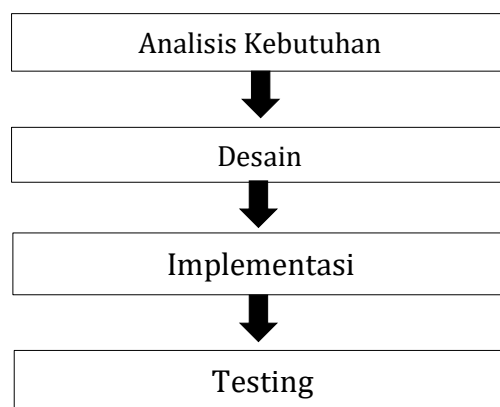 Analisis Kebutuhan
Desain
Implementasi
Testing